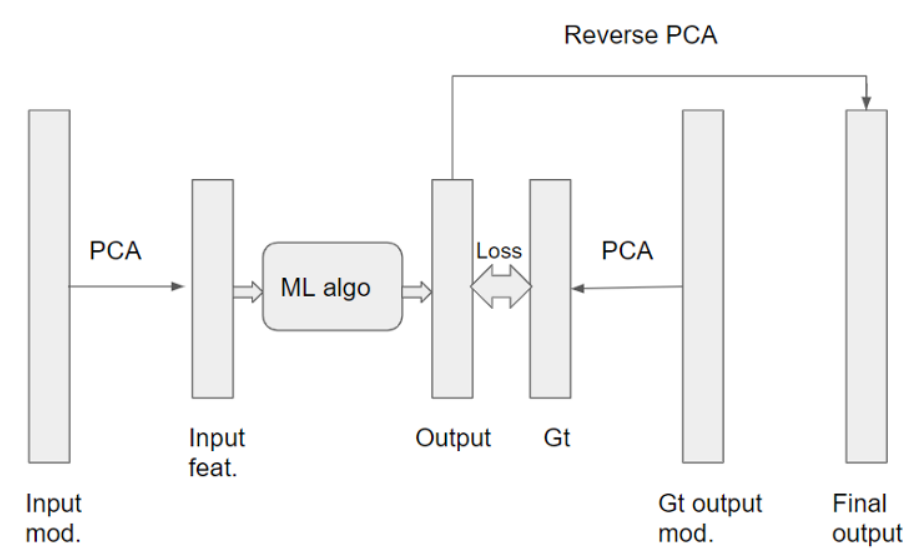 Reverse PCA
PCA
Loss
PCA
ML algo
Input
feat.
Output
Gt
Input
mod.
Gt output
mod.
Final
output